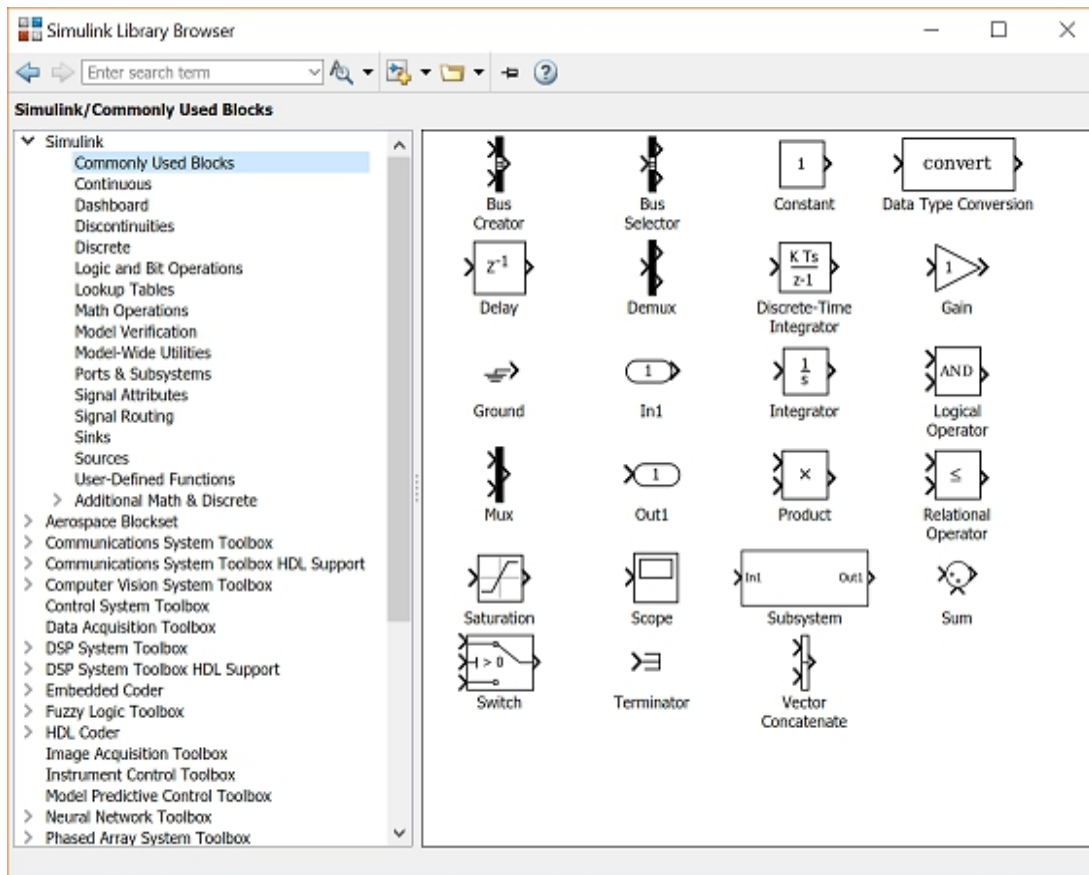 Simulink Library Browser
Enter search term
Simulink/Commonly Used Blocks
Simulink
Commonly Used Blocks
Continuous
Dashboard
Discontinuities
Discrete
Logic and Bit Operations
Lookup Tables
Math Operations
Model Verification
Model-Wide Utilities
Ports & Subsystems
Signal Attributes
Signal Routing
Sinks
Sources
User-Defined Functions
Additional Math & Discrete
Aerospace Blockset
Communications System Toolbox
Communications System Toolbox HDL Support
Computer Vision System Toolbox
Control System Toolbox
Data Acquisition Toolbox
DSP System Toolbox
DSP System Toolbox HDL Support
Embedded Coder
Fuzzy Logic Toolbox
HDL Coder
Image Acquisition Toolbox
Instrument Control Toolbox
Model Predictive Control Toolbox
Neural Network Toolbox
Phased Array System Toolbox
Bus
Creator
Bus
Selector
1
Constant
convert
Data Type Conversion
Z⁻¹
Delay
Demux
K Ts
z-1
Discrete-Time
Integrator
1
Gain
Ground
1
In1
1
s
Integrator
AND
Logical
Operator
Mux
1
Out1
×
Product
≤
Relational
Operator
Saturation
Scope
In1 Out1
Subsystem
Sum
> 0
Switch
Terminator
Vector
Concatenate